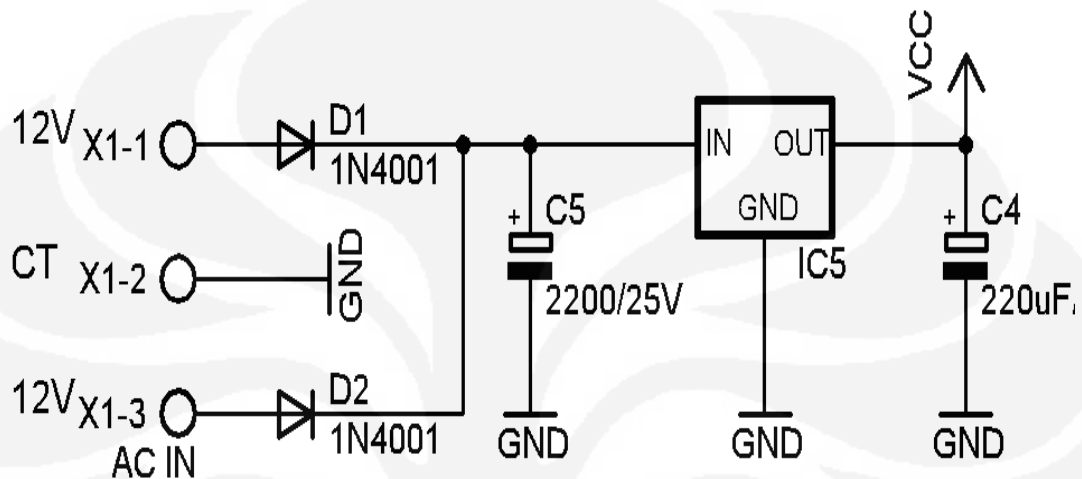 VCC
12V X1-1
D1
1N4001
IN OUT
GND
IC5
C5
+
2200/25V
C4
+
220uF/
CT X1-2
GND
12V X1-3
D2
1N4001
AC IN
GND
GND
GND